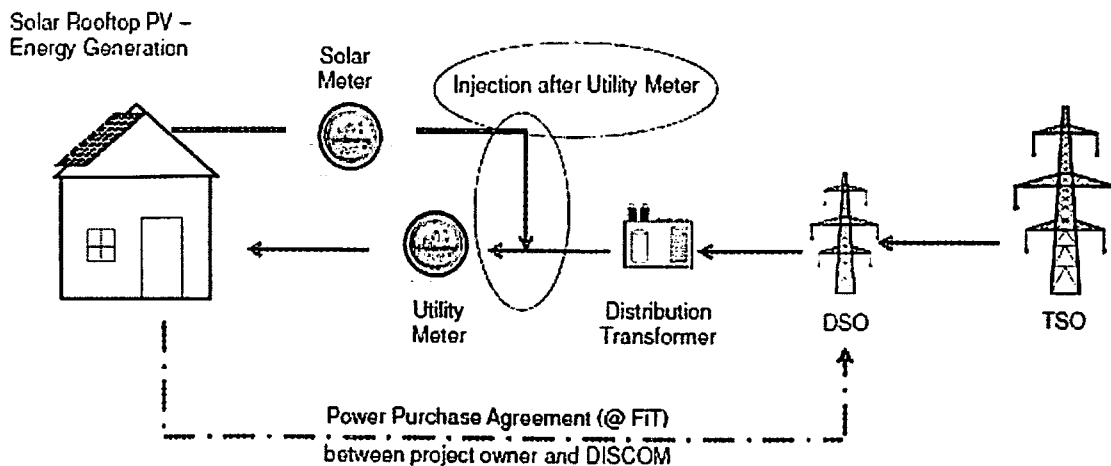 Solar Rooftop PV –
Energy Generation
Solar
Meter
Injection after Utility Meter
Utility
Meter
Distribution
Transformer
DSO
TSO
Power Purchase Agreement (@ FiT)
between project owner and DISCOM